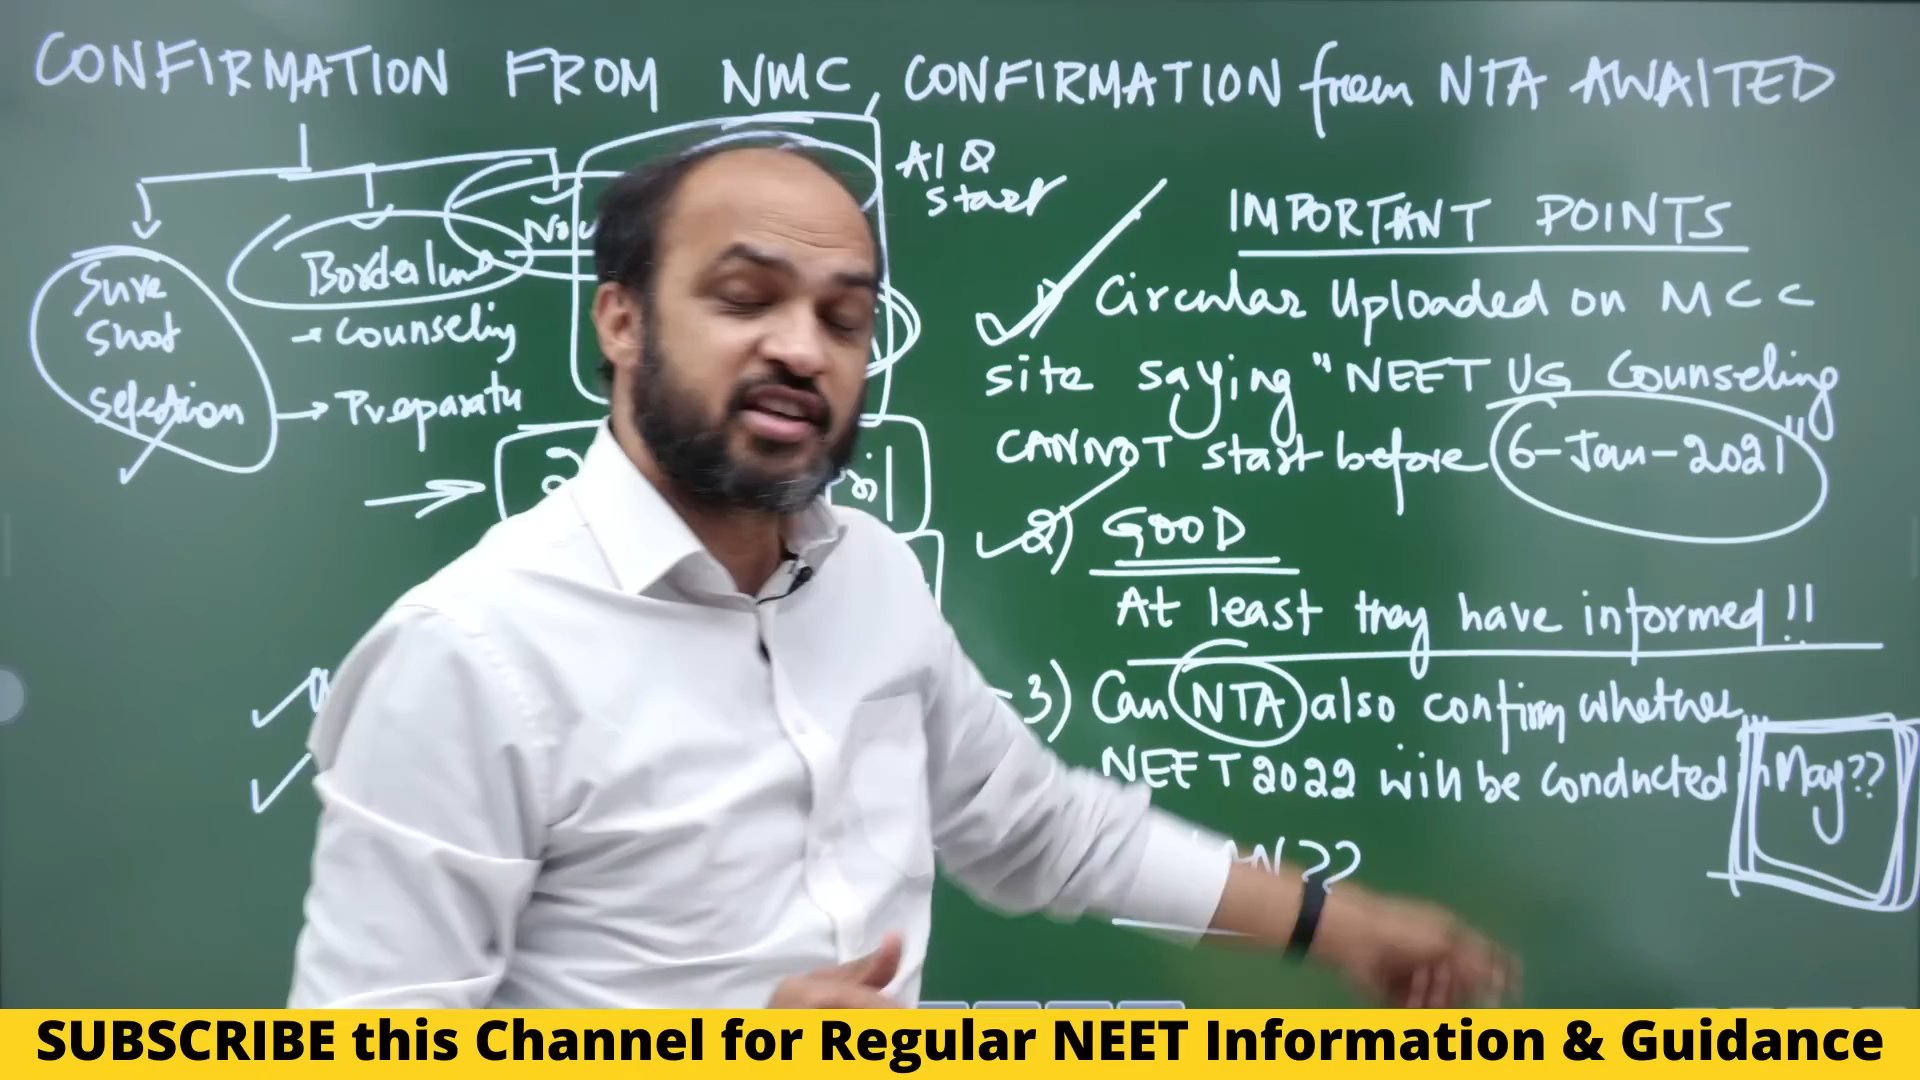 CONFIRMATION FROM NMC, CONFIRMATION from NTA AWAITED
AIQ
start
Sure
shot
selection
Borderline
→ Counseling
→ Preparatn
IMPORTANT POINTS
1) Circular Uploaded on MCC
site saying "NEET UG Counseling
CANNOT start before 6-Jan-2021"
2) GOOD
At least they have informed !!
3) Can NTA also confirm whether
NEET 2022 will be conducted in May??
SUBSCRIBE this Channel for Regular NEET Information & Guidance